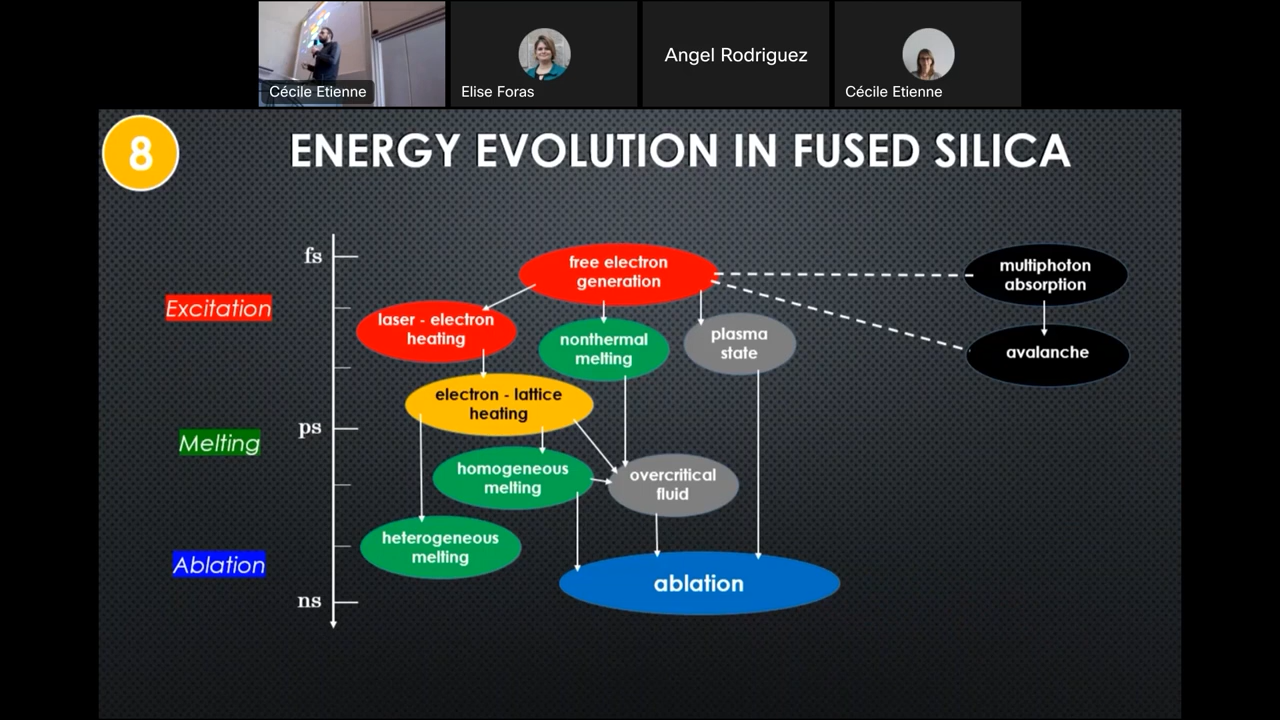 Cécile Etienne
Elise Foras
Angel Rodriguez
Cécile Etienne
8
ENERGY EVOLUTION IN FUSED SILICA
fs
free electron
generation
multiphoton
absorption
Excitation
laser - electron
heating
nonthermal
melting
plasma
state
avalanche
electron - lattice
heating
ps
Melting
homogeneous
melting
overcritical
fluid
heterogeneous
melting
Ablation
ablation
ns